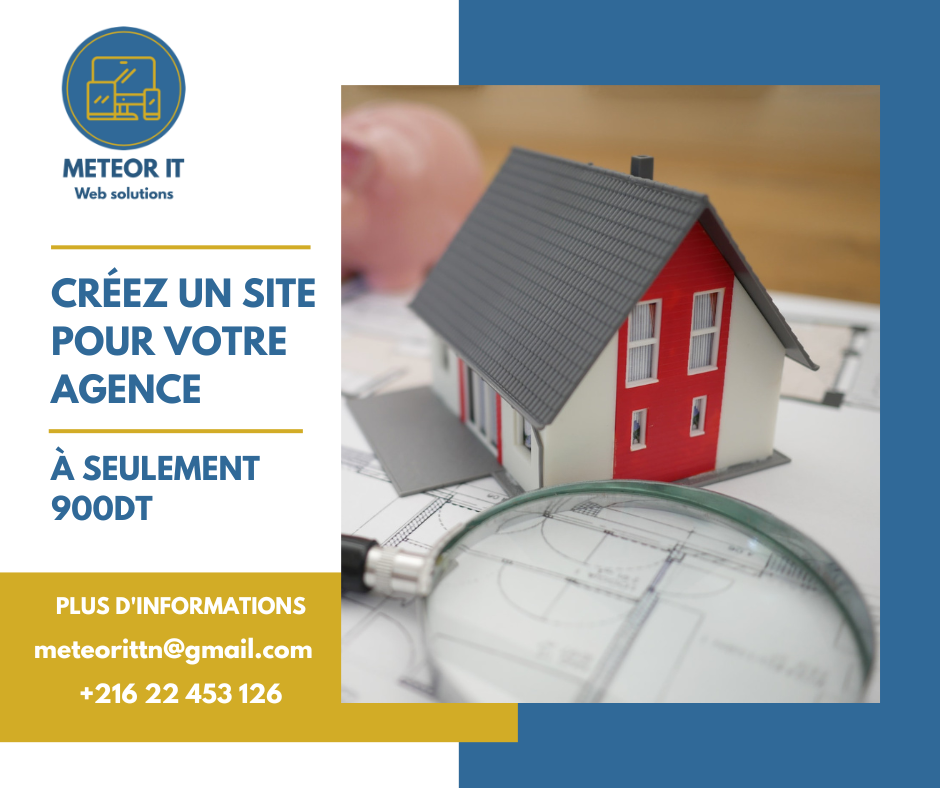 METEOR IT
Web solutions
CRÉEZ UN SITE
POUR VOTRE
AGENCE
À SEULEMENT
900DT
PLUS D'INFORMATIONS
meteorittn@gmail.com
+216 22 453 126